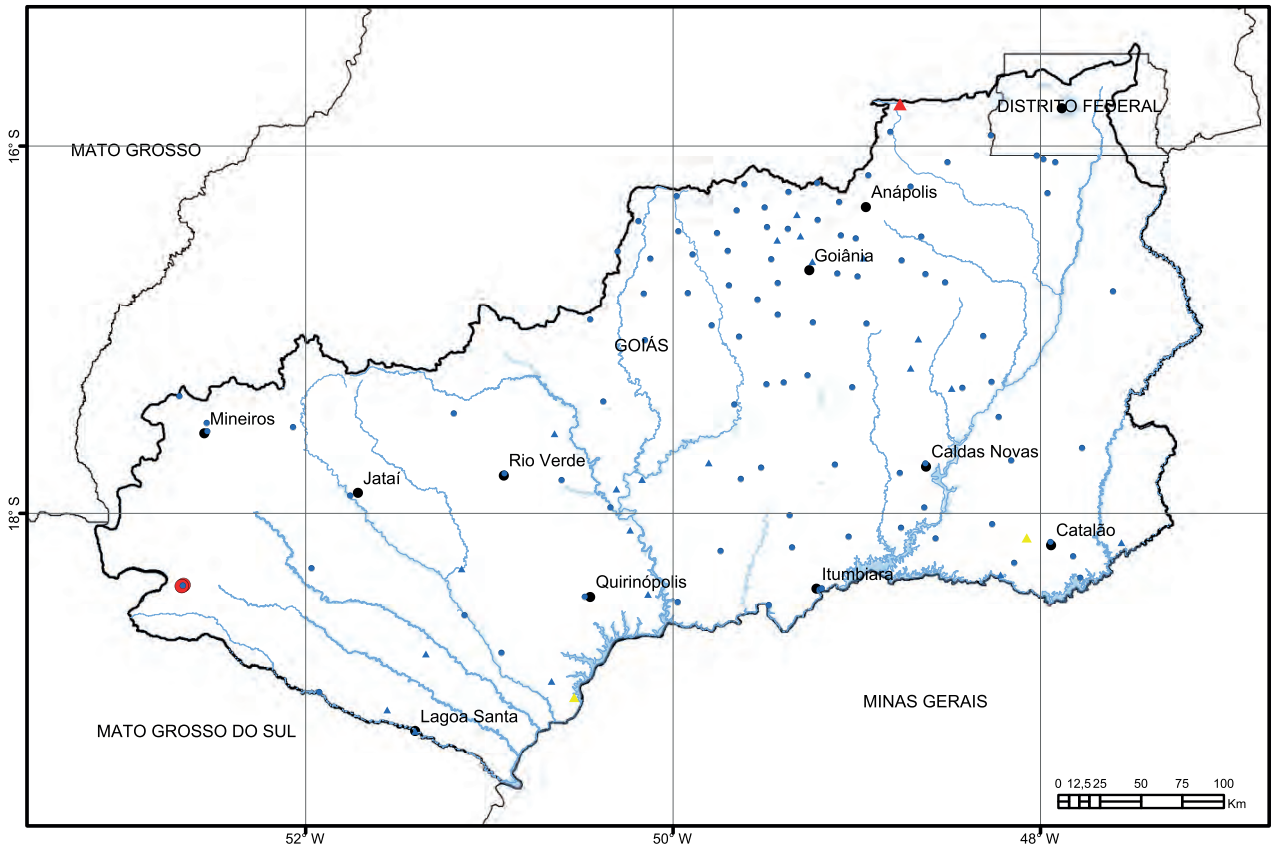 DISTRITO FEDERAL
16° S
MATO GROSSO
Anápolis
Goiânia
GOIÁS
Mineiros
Caldas Novas
Rio Verde
Jataí
18° S
Catalão
Itumbiara
Quirinópolis
MINAS GERAIS
Lagoa Santa
MATO GROSSO DO SUL
0 12,5 25 50 75 100
Km
52° W 50° W 48° W